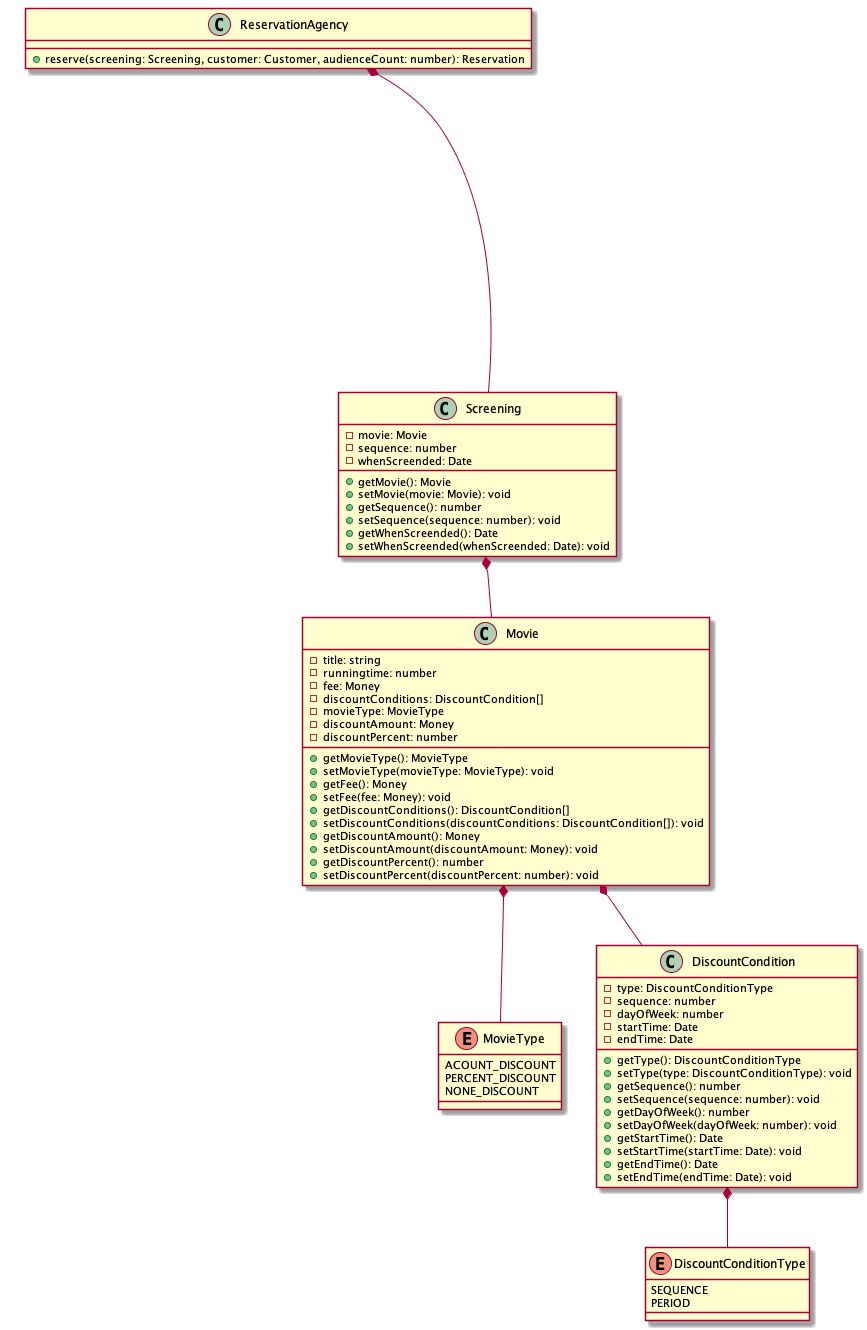 C ReservationAgency
reserve(screening: Screening, customer: Customer, audienceCount: number): Reservation
C Screening
movie: Movie
sequence: number
whenScreended: Date
getMovie(): Movie
setMovie(movie: Movie): void
getSequence(): number
setSequence(sequence: number): void
getWhenScreended(): Date
setWhenScreended(whenScreended: Date): void
C Movie
title: string
runningtime: number
fee: Money
discountConditions: DiscountCondition[]
movieType: MovieType
discountAmount: Money
discountPercent: number
getMovieType(): MovieType
setMovieType(movieType: MovieType): void
getFee(): Money
setFee(fee: Money): void
getDiscountConditions(): DiscountCondition[]
setDiscountConditions(discountConditions: DiscountCondition[]): void
getDiscountAmount(): Money
setDiscountAmount(discountAmount: Money): void
getDiscountPercent(): number
setDiscountPercent(discountPercent: number): void
E MovieType
ACOUNT_DISCOUNT
PERCENT_DISCOUNT
NONE_DISCOUNT
C DiscountCondition
type: DiscountConditionType
sequence: number
dayOfWeek: number
startTime: Date
endTime: Date
getType(): DiscountConditionType
setType(type: DiscountConditionType): void
getSequence(): number
setSequence(sequence: number): void
getDayOfWeek(): number
setDayOfWeek(dayOfWeek: number): void
getStartTime(): Date
setStartTime(startTime: Date): void
getEndTime(): Date
setEndTime(endTime: Date): void
E DiscountConditionType
SEQUENCE
PERIOD